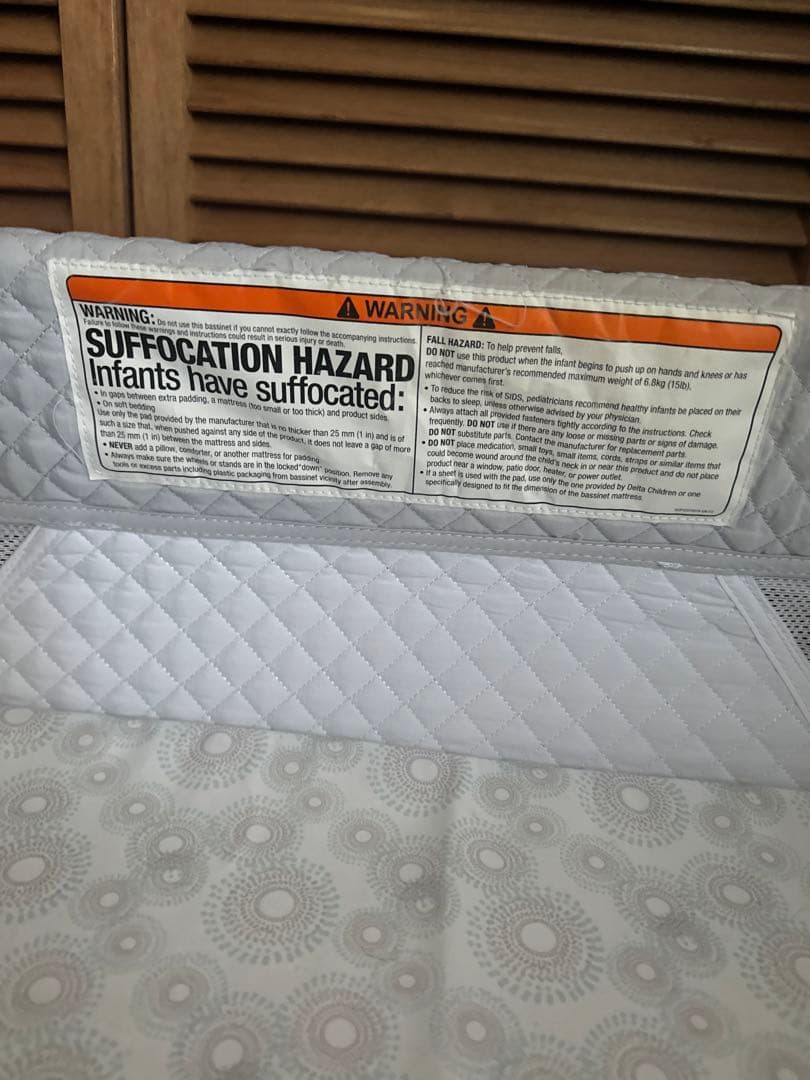 WARNING
WARNING: Do not use this bassinet if you cannot exactly follow the accompanying instructions.
Failure to follow these warnings and instructions could result in serious injury or death.
SUFFOCATION HAZARD
Infants have suffocated:
• In gaps between extra padding, a mattress (too small or too thick) and product sides.
• On soft bedding
Use only the pad provided by the manufacturer that is no thicker than 25 mm (1 in) and is of
such a size that, when pushed against any side of the product, it does not leave a gap of more
than 25 mm (1 in) between the mattress and sides.
• NEVER add a pillow, comforter, or another mattress for padding
• Always make sure the wheels or stands are in the locked "down" position. Remove any
tools or excess parts including plastic packaging from bassinet vicinity after assembly.
FALL HAZARD: To help prevent falls,
DO NOT use this product when the infant begins to push up on hands and knees or has
reached manufacturer's recommended maximum weight of 6.8kg (15lb),
whichever comes first.
• To reduce the risk of SIDS, pediatricians recommend healthy infants be placed on their
backs to sleep, unless otherwise advised by your physician.
• Always attach all provided fasteners tightly according to the instructions. Check
frequently. DO NOT use if there are any loose or missing parts or signs of damage.
DO NOT substitute parts. Contact the manufacturer for replacement parts.
• DO NOT place medication, small toys, small items, cords, straps or similar items that
could become wound around the child's neck in or near this product and do not place
product near a window, patio door, heater, or power outlet.
• If a sheet is used with the pad, use only the one provided by Delta Children or one
specifically designed to fit the dimension of the bassinet mattress.